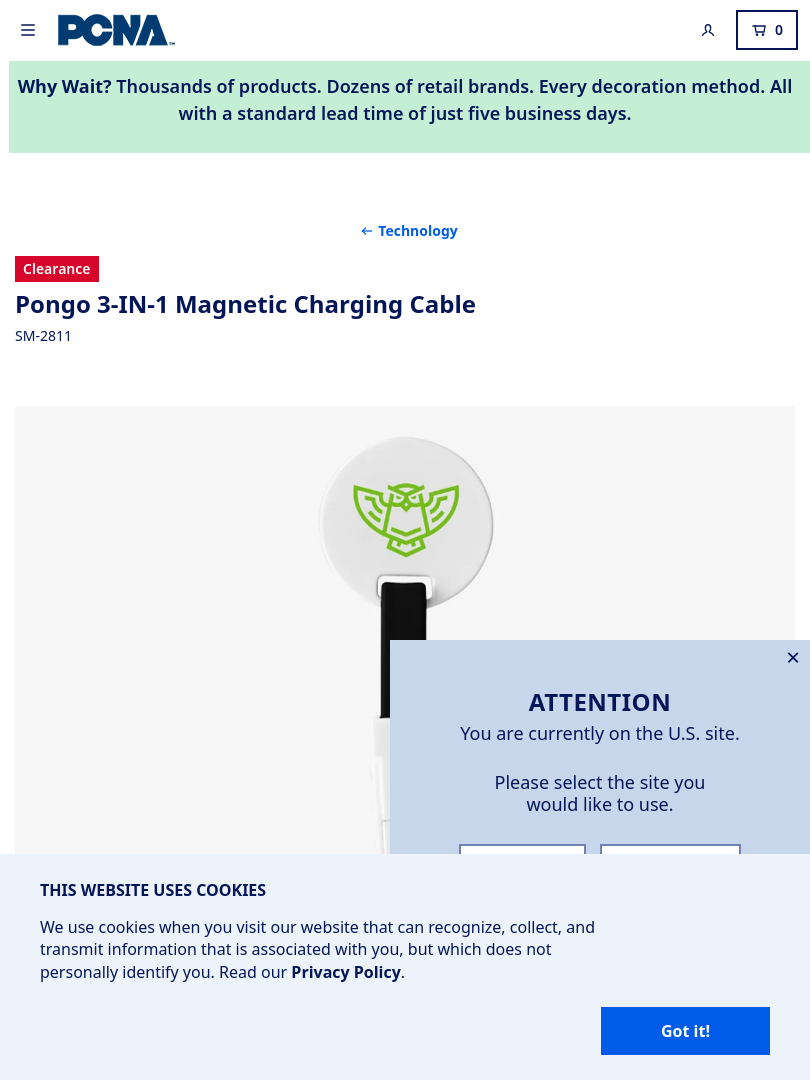 PCNA™
0
Why Wait? Thousands of products. Dozens of retail brands. Every decoration method. All
with a standard lead time of just five business days.
← Technology
Clearance
Pongo 3-IN-1 Magnetic Charging Cable
SM-2811
ATTENTION
You are currently on the U.S. site.
Please select the site you
would like to use.
THIS WEBSITE USES COOKIES
We use cookies when you visit our website that can recognize, collect, and
transmit information that is associated with you, but which does not
personally identify you. Read our Privacy Policy.
Got it!